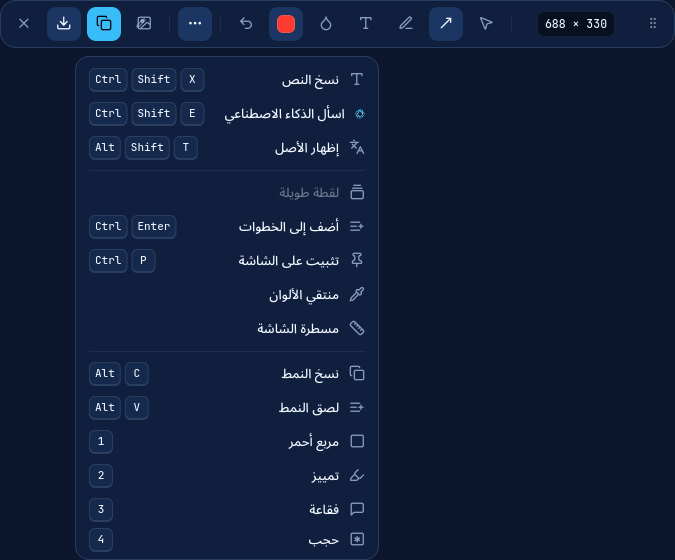 688 × 330
نسخ النص Ctrl Shift X
اسأل الذكاء الاصطناعي Ctrl Shift E
إظهار الأصل Alt Shift T
لقطة طويلة
أضف إلى الخطوات Ctrl Enter
تثبيت على الشاشة Ctrl P
منتقي الألوان
مسطرة الشاشة
نسخ النمط Alt C
لصق النمط Alt V
مربع أحمر 1
تمييز 2
فقاعة 3
حجب 4